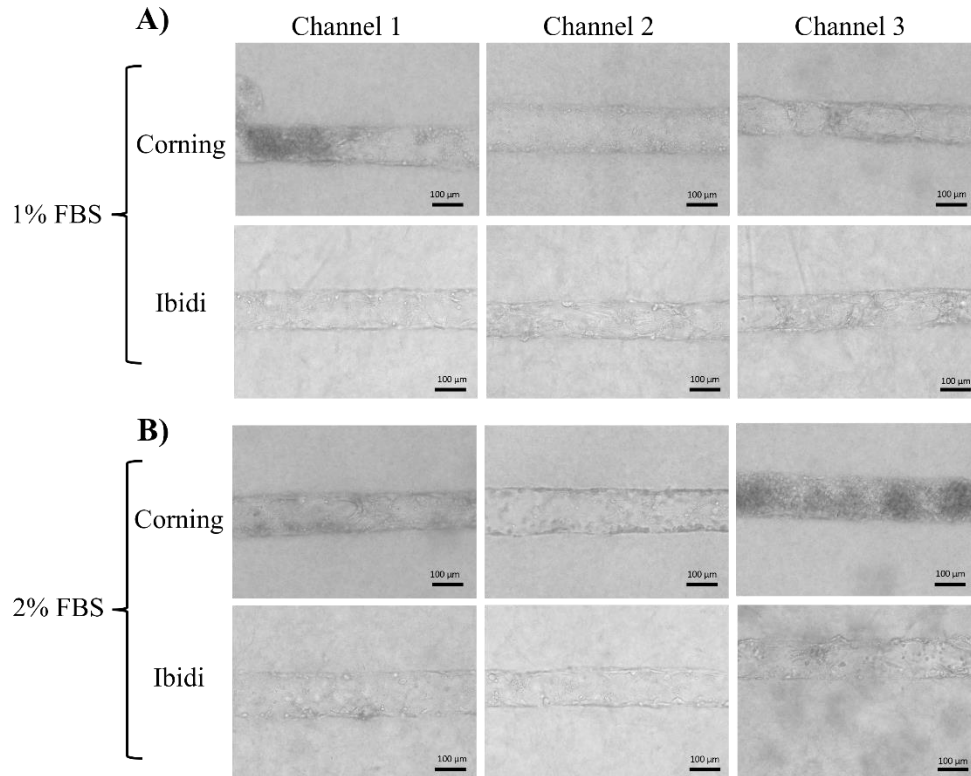 A)
Channel 1
Channel 2
Channel 3
1% FBS
Corning
100 µm
100 µm
100 µm
Ibidi
100 µm
100 µm
100 µm
B)
2% FBS
Corning
100 µm
100 µm
100 µm
Ibidi
100 µm
100 µm
100 µm